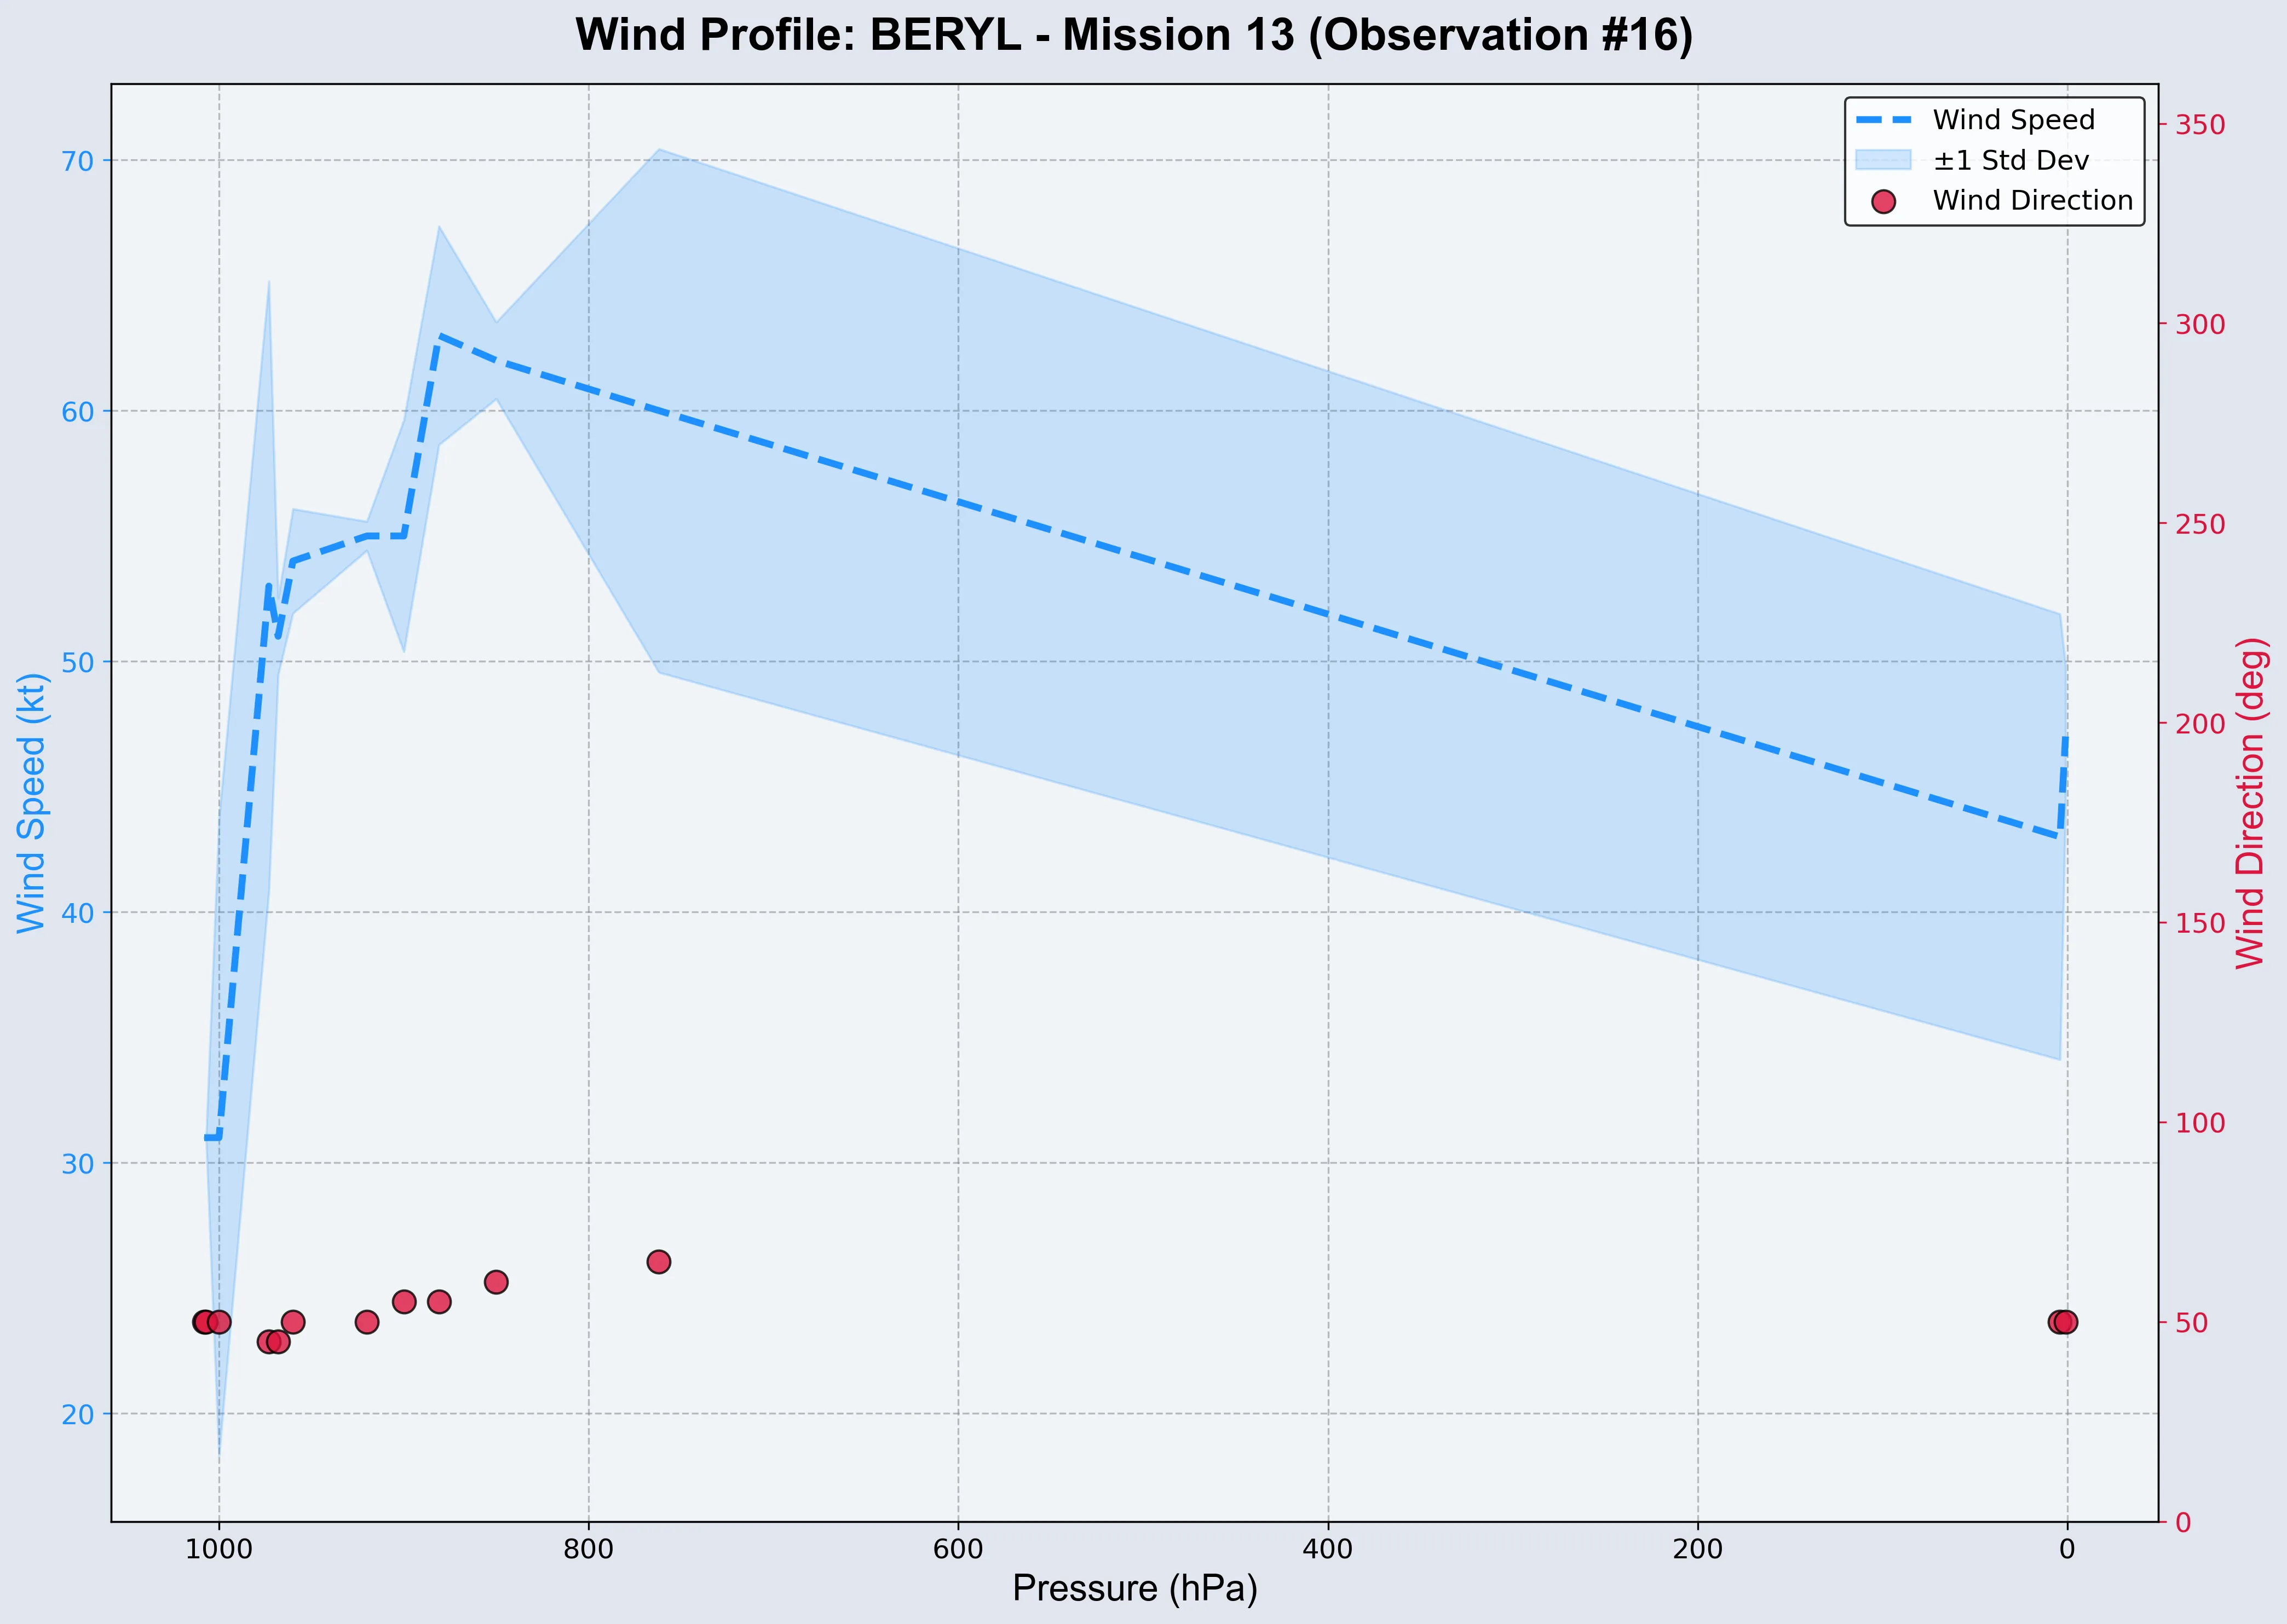 Wind Profile: BERYL - Mission 13 (Observation #16)
Wind Speed
±1 Std Dev
Wind Direction
Wind Speed (kt)
70
60
50
40
30
20
Wind Direction (deg)
350
300
250
200
150
100
50
0
1000
800
600
400
200
0
Pressure (hPa)